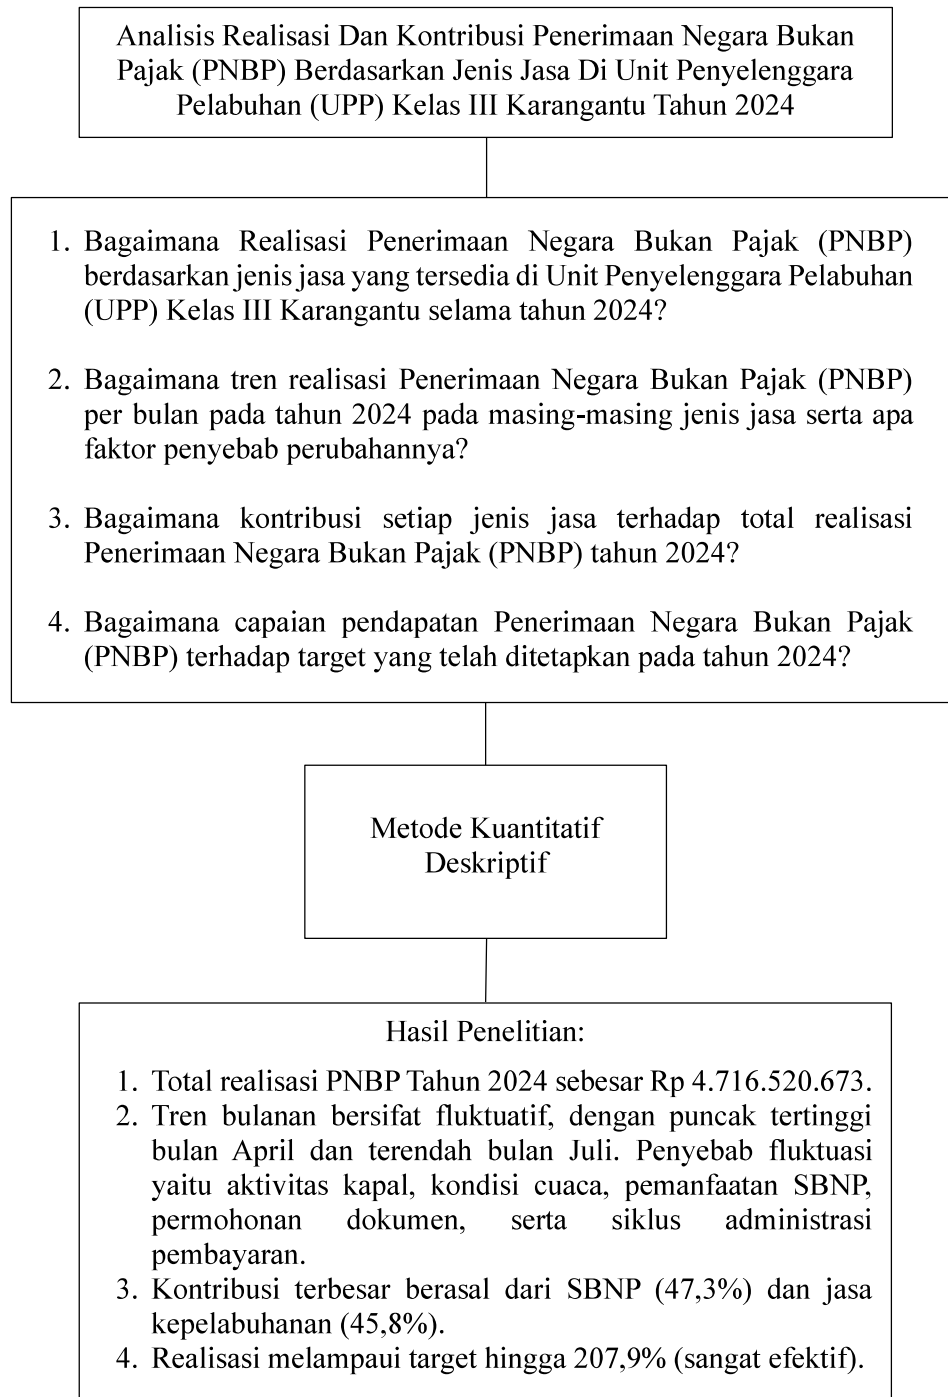 Analisis Realisasi Dan Kontribusi Penerimaan Negara Bukan
Pajak (PNBP) Berdasarkan Jenis Jasa Di Unit Penyelenggara
Pelabuhan (UPP) Kelas III Karangantu Tahun 2024
1. Bagaimana Realisasi Penerimaan Negara Bukan Pajak (PNBP)
berdasarkan jenis jasa yang tersedia di Unit Penyelenggara Pelabuhan
(UPP) Kelas III Karangantu selama tahun 2024?
2. Bagaimana tren realisasi Penerimaan Negara Bukan Pajak (PNBP)
per bulan pada tahun 2024 pada masing-masing jenis jasa serta apa
faktor penyebab perubahannya?
3. Bagaimana kontribusi setiap jenis jasa terhadap total realisasi
Penerimaan Negara Bukan Pajak (PNBP) tahun 2024?
4. Bagaimana capaian pendapatan Penerimaan Negara Bukan Pajak
(PNBP) terhadap target yang telah ditetapkan pada tahun 2024?
Metode Kuantitatif
Deskriptif
Hasil Penelitian:
1. Total realisasi PNBP Tahun 2024 sebesar Rp 4.716.520.673.
2. Tren bulanan bersifat fluktuatif, dengan puncak tertinggi
bulan April dan terendah bulan Juli. Penyebab fluktuasi
yaitu aktivitas kapal, kondisi cuaca, pemanfaatan SBNP,
permohonan dokumen, serta siklus administrasi
pembayaran.
3. Kontribusi terbesar berasal dari SBNP (47,3%) dan jasa
kepelabuhanan (45,8%).
4. Realisasi melampaui target hingga 207,9% (sangat efektif).